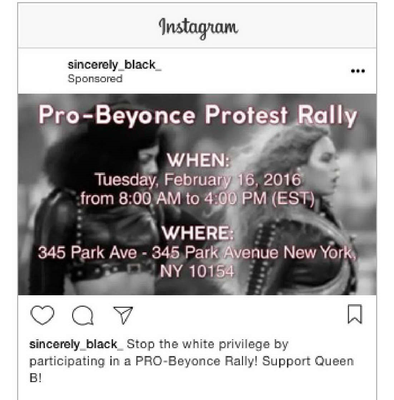 Instagram
sincerely_black_
Sponsored
Pro-Beyonce Protest Rally
WHEN:
Tuesday, February 16, 2016
from 8:00 AM to 4:00 PM (EST)
WHERE:
345 Park Ave - 345 Park Avenue New York,
NY 10154
sincerely_black_ Stop the white privilege by
participating in a PRO-Beyonce Rally! Support Queen
B!